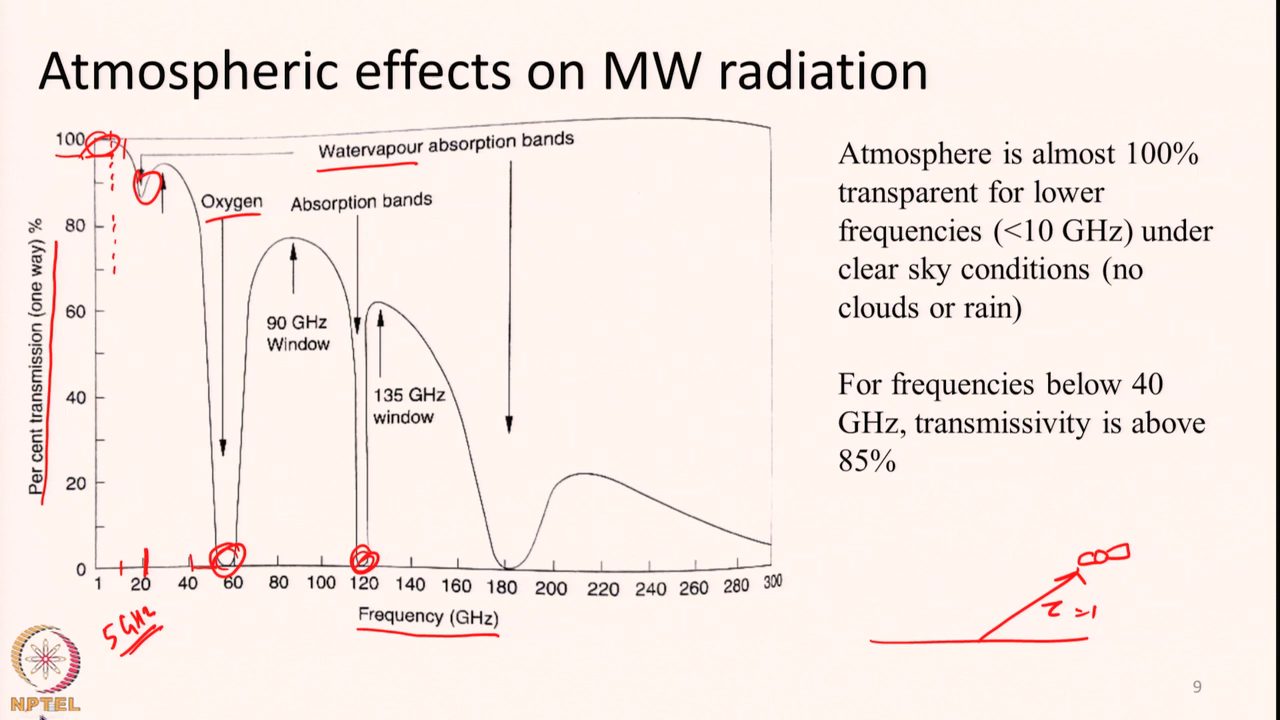 Atmospheric effects on MW radiation
Watervapour absorption bands
Oxygen Absorption bands
90 GHz
Window
135 GHz
window
Per cent transmission (one way) %
100
80
60
40
20
0
1 20 40 60 80 100 120 140 160 180 200 220 240 260 280 300
Frequency (GHz)
5 GHz
Atmosphere is almost 100%
transparent for lower
frequencies (<10 GHz) under
clear sky conditions (no
clouds or rain)
For frequencies below 40
GHz, transmissivity is above
85%
τ =1
NPTEL
9